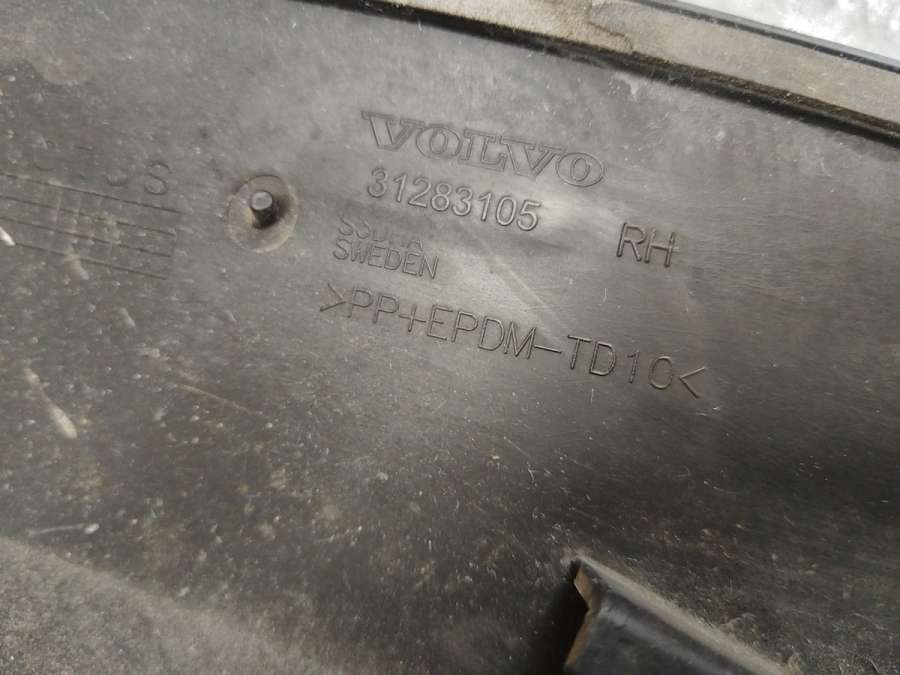 VOLVO
31283105
RH
SWEDEN
>PP+EPDM-TD10<